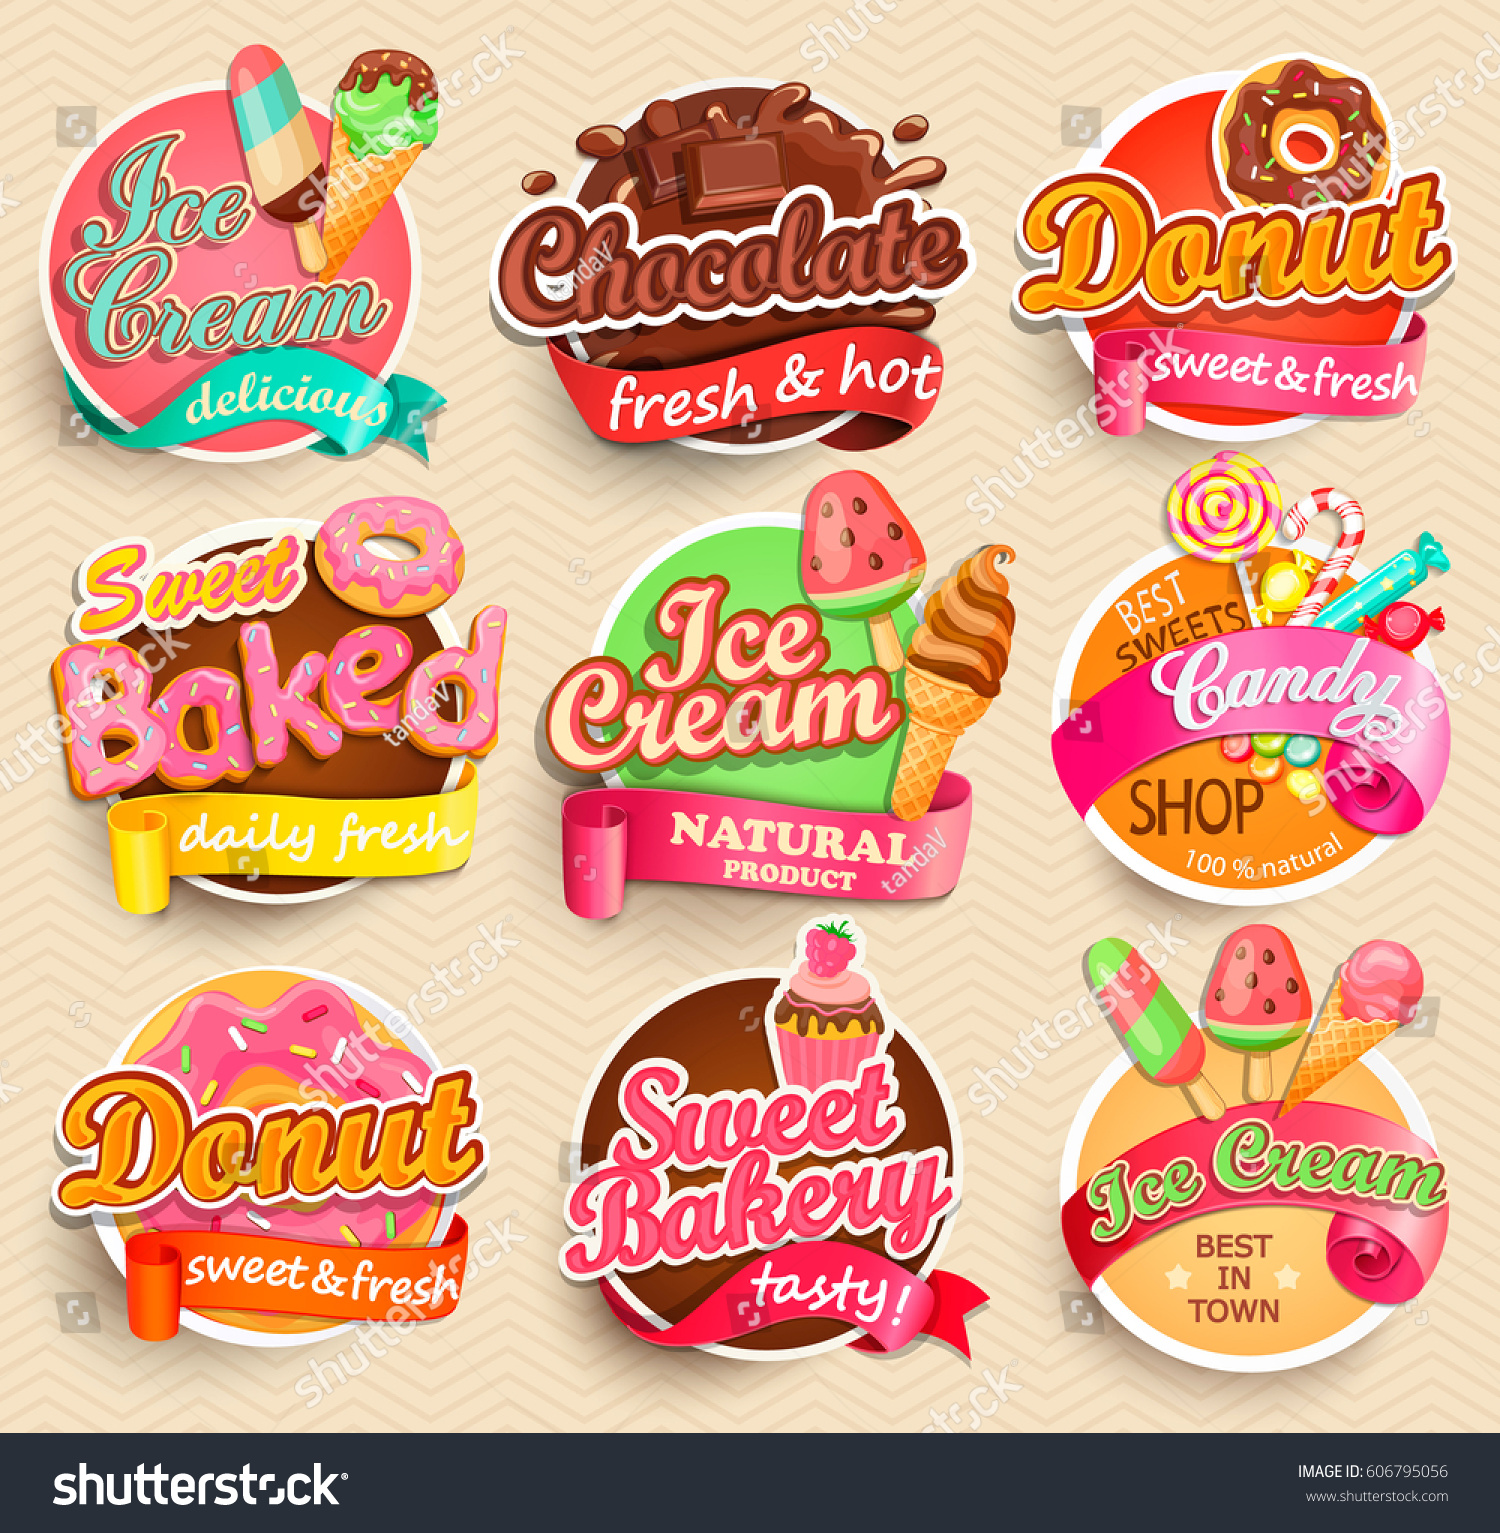 Ice
Cream
delicious
Chocolate
fresh & hot
Donut
sweet & fresh
Sweet
Baked
daily fresh
Ice
Cream
NATURAL
PRODUCT
BEST
SWEETS
Candy
SHOP
100 % natural
Donut
sweet & fresh
Sweet
Bakery
tasty!
Ice Cream
BEST
IN
TOWN
shutterstock
tandaV
shutterstock
IMAGE ID: 606795056
www.shutterstock.com